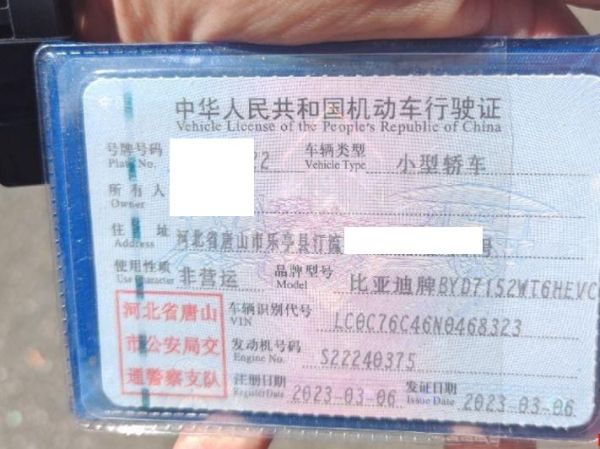 中华人民共和国机动车行驶证
Vehicle License of the People's Republic of China
号牌号码 22 车辆类型 小型轿车
Plate No. Vehicle Type
所有人
Owner
住址 河北省唐山市乐亭县汀流 号
Address
使用性质 非营运 品牌型号 比亚迪牌BYD7152WT6HEVC
Use Character Model
河北省唐山 车辆识别代号 LC0C76C46N0468323
VIN
市公安局交 发动机号码 S22240375
Engine No.
通警察支队 注册日期 2023-03-06 发证日期 2023-03-06
Register Date Issue Date